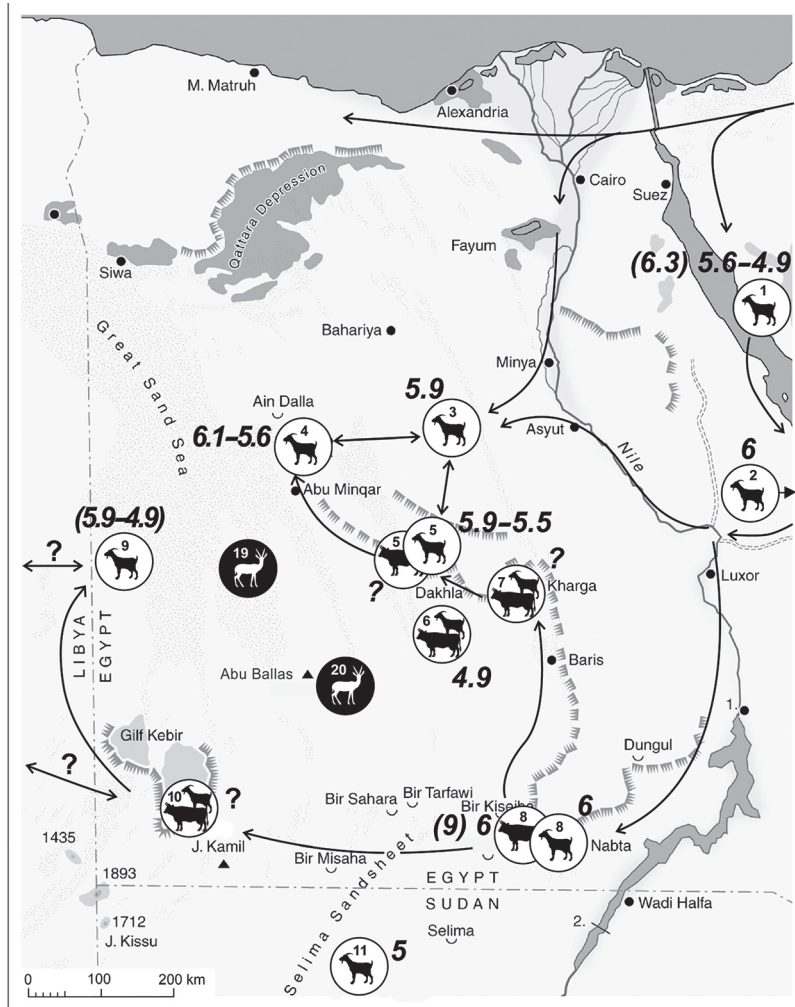 M. Matruh
Alexandria
Cairo
Suez
Qattara Depression
Fayum
Siwa
(6.3) 5.6–4.9
1
Great Sand Sea
Bahariya
Minya
5.9
Ain Dalla
3
6.1–5.6
4
Asyut
Nile
6
2
Abu Minqar
(5.9–4.9)
5.9–5.5
?
9
19
5
5
?
?
Dakhla
7
Kharga
Luxor
6
LIBYA
EGYPT
Abu Ballas
20
4.9
Baris
1.
Gilf Kebir
?
Dungul
10
?
Bir Sahara
Bir Tarfawi
Bir Kiseiba
(9) 6
8
8
6
Nabta
1435
J. Kamil
Bir Misaha
1893
EGYPT
SUDAN
Selima Sandsheet
Wadi Halfa
1712
J. Kissu
Selima
2.
11
5
0 100 200 km